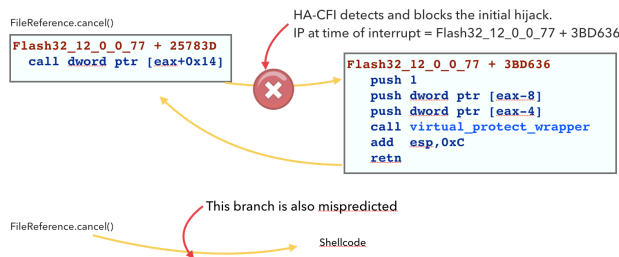 FileReference.cancel()
HA-CFI detects and blocks the initial hijack.
IP at time of interrupt = Flash32_12_0_0_77 + 3BD636
Flash32_12_0_0_77 + 25783D
call dword ptr [eax+0x14]
Flash32_12_0_0_77 + 3BD636
push 1
push dword ptr [eax-8]
push dword ptr [eax-4]
call virtual_protect_wrapper
add esp,0xC
retn
This branch is also mispredicted
FileReference.cancel()
Shellcode